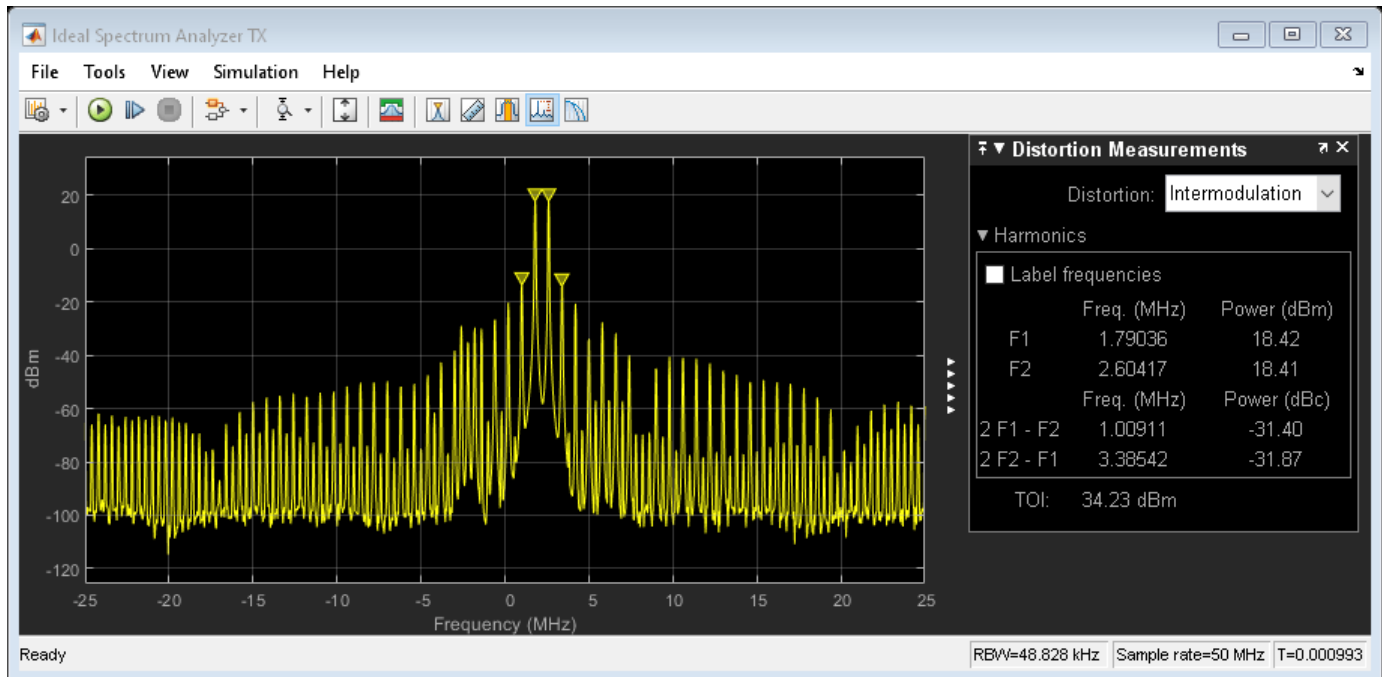 Ideal Spectrum Analyzer TX
File Tools View Simulation Help
Distortion Measurements
Distortion: Intermodulation
Harmonics
Label frequencies
Freq. (MHz) Power (dBm)
F1 1.79036 18.42
F2 2.60417 18.41
Freq. (MHz) Power (dBc)
2 F1 - F2 1.00911 -31.40
2 F2 - F1 3.38542 -31.87
TOI: 34.23 dBm
20
0
-20
-40
-60
-80
-100
-120
dBm
-25 -20 -15 -10 -5 0 5 10 15 20 25
Frequency (MHz)
Ready
RBW=48.828 kHz Sample rate=50 MHz T=0.000993